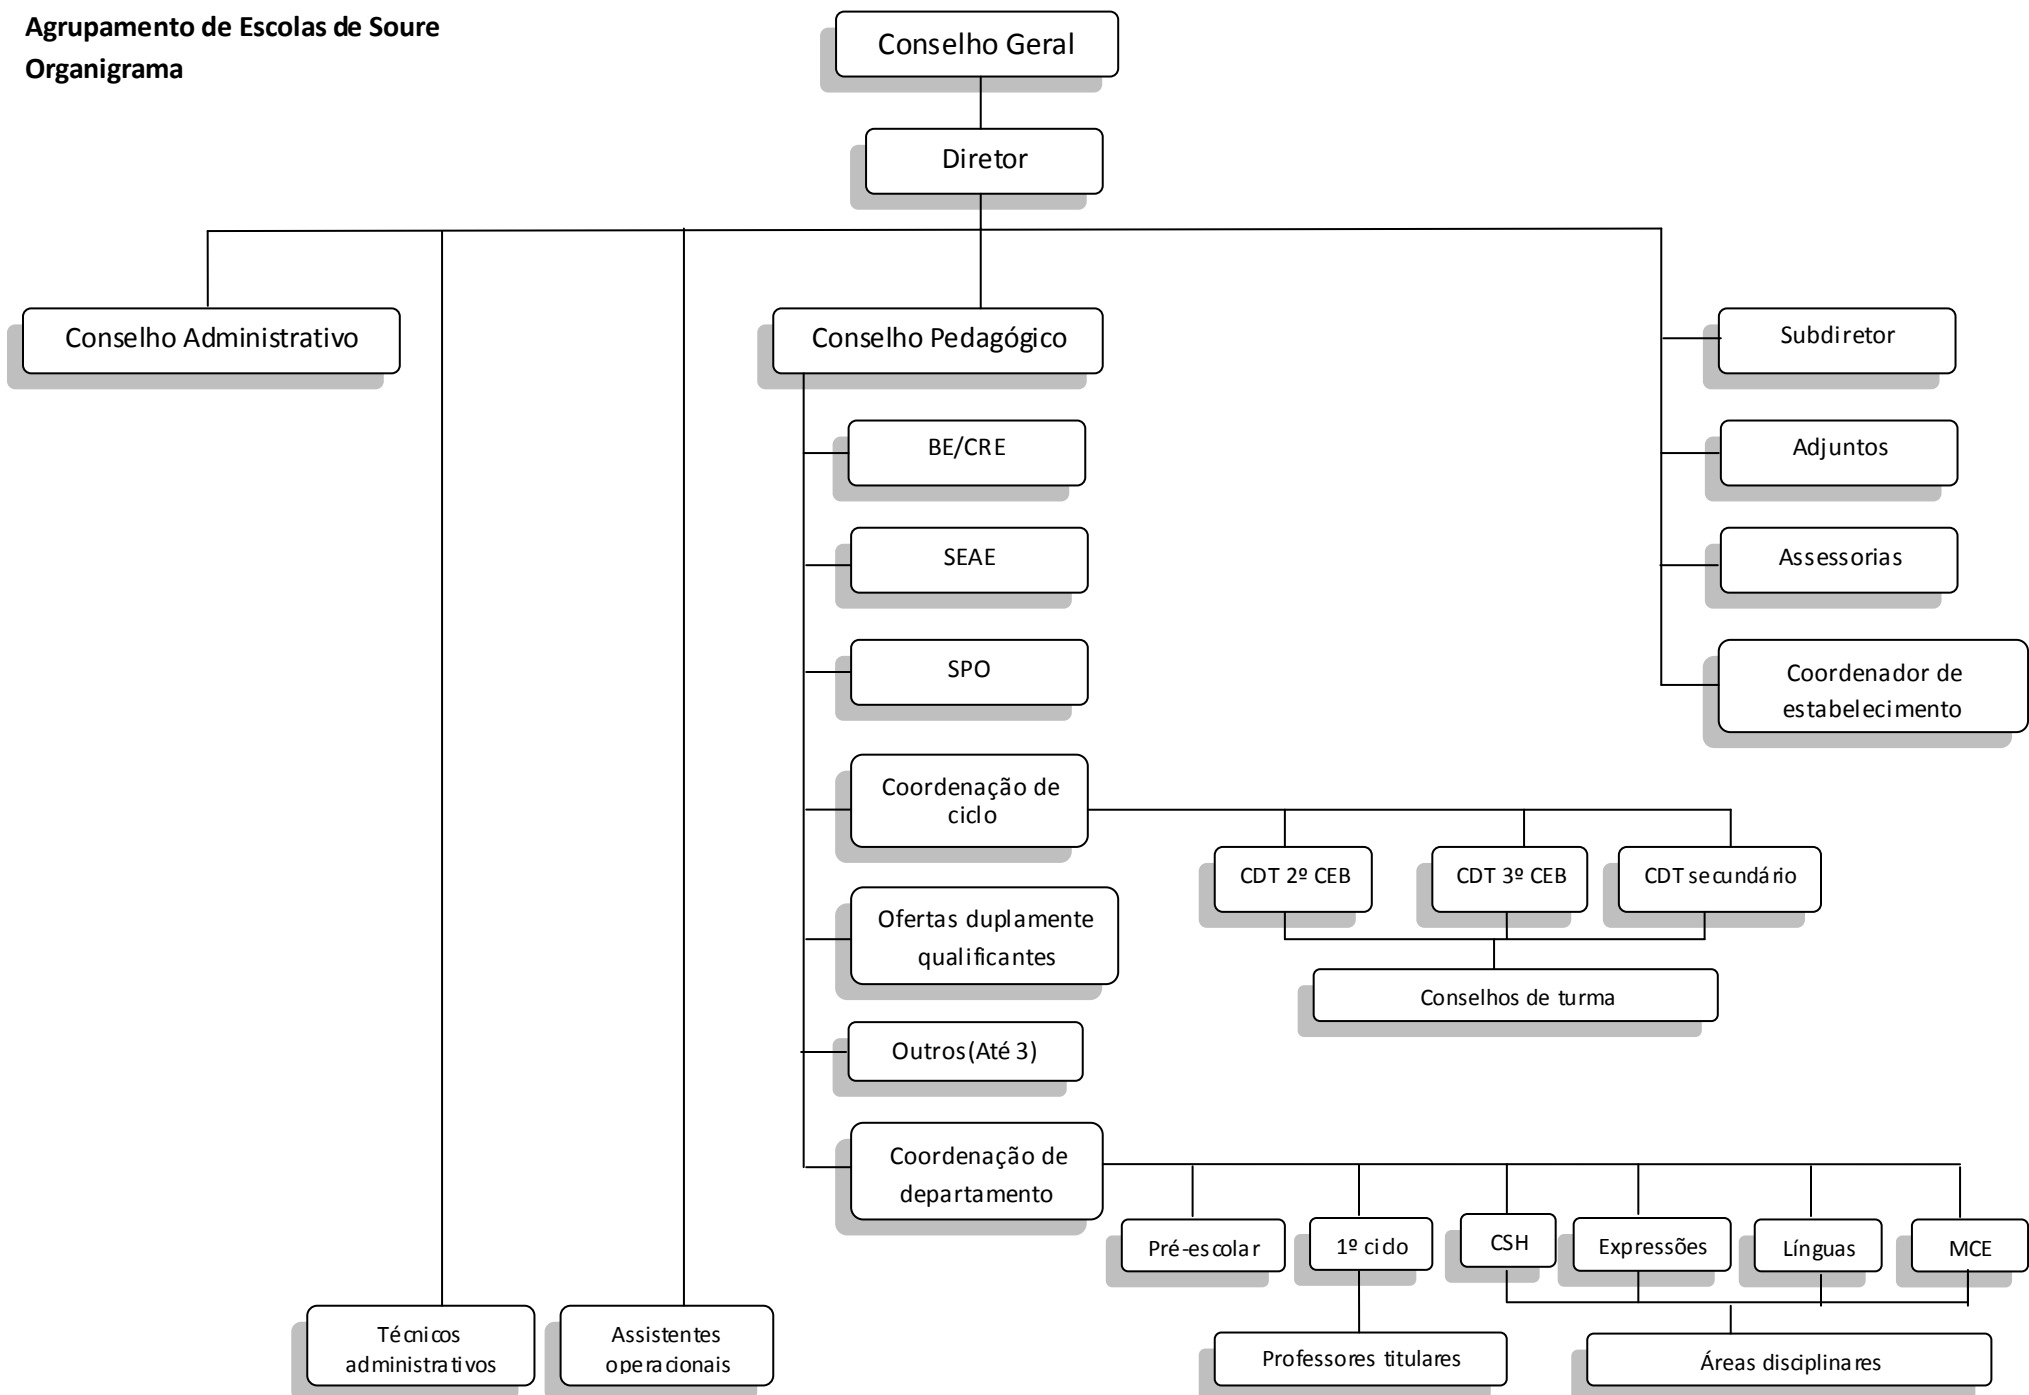 Agrupamento de Escolas de Soure
Organigrama
Conselho Geral
Diretor
Conselho Administrativo
Conselho Pedagógico
Subdiretor
BE/CRE
Adjuntos
SEAE
Assessorias
SPO
Coordenador de
estabelecimento
Coordenação de
ciclo
CDT 2º CEB
CDT 3º CEB
CDT secundário
Ofertas duplamente
qualificantes
Conselhos de turma
Outros(Até 3)
Coordenação de
departamento
Pré-escolar
1º ciclo
CSH
Expressões
Línguas
MCE
Técnicos
administrativos
Assistentes
operacionais
Professores titulares
Áreas disciplinares